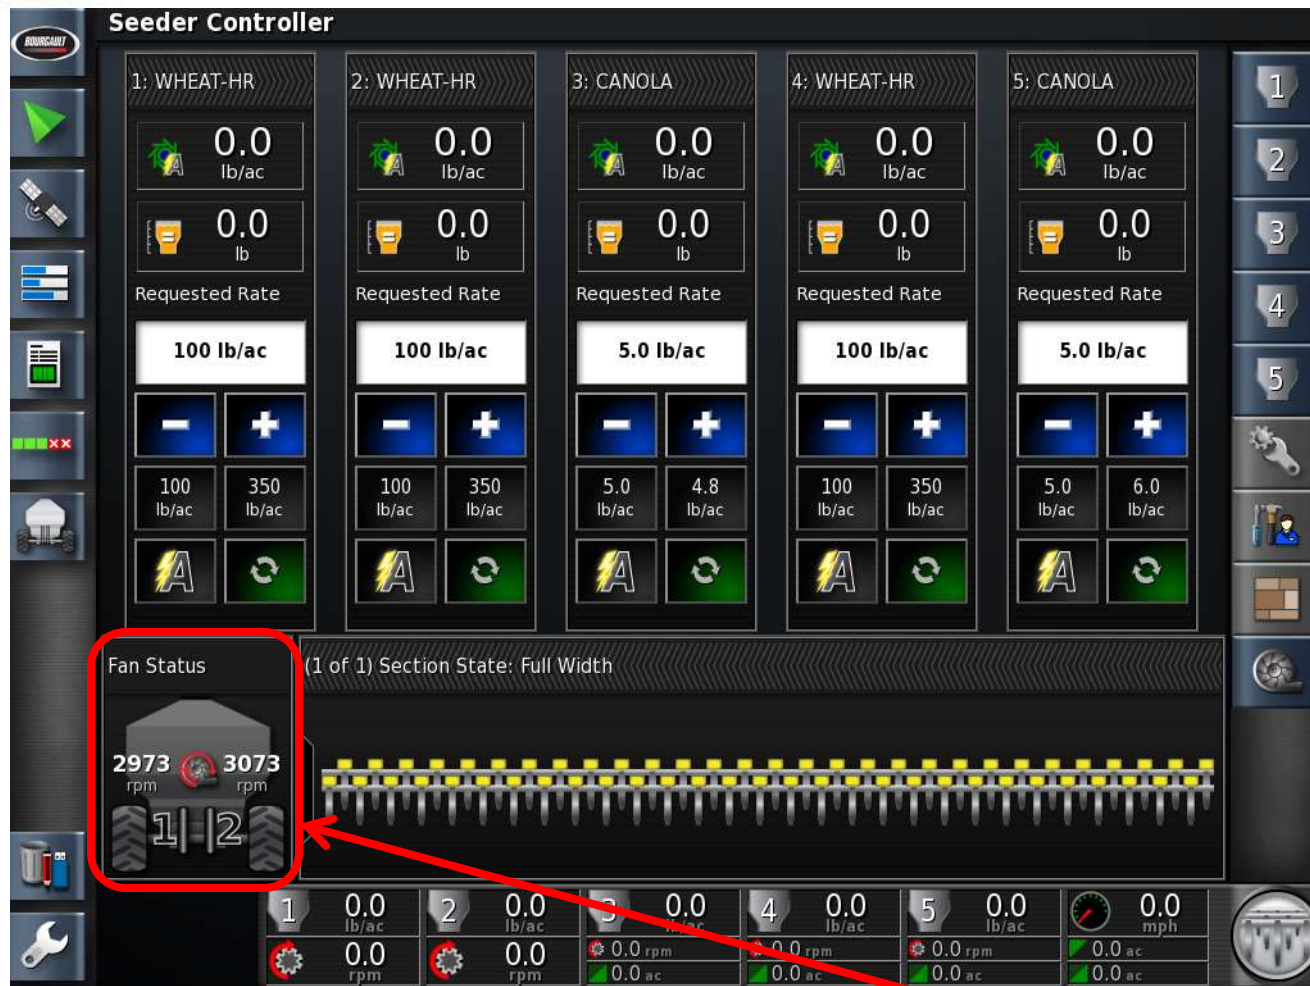 BOURGAULT
Seeder Controller
1: WHEAT-HR
2: WHEAT-HR
3: CANOLA
4: WHEAT-HR
5: CANOLA
0.0 lb/ac
0.0 lb/ac
0.0 lb/ac
0.0 lb/ac
0.0 lb/ac
0.0 lb
0.0 lb
0.0 lb
0.0 lb
0.0 lb
Requested Rate
Requested Rate
Requested Rate
Requested Rate
Requested Rate
100 lb/ac
100 lb/ac
5.0 lb/ac
100 lb/ac
5.0 lb/ac
100 lb/ac
350 lb/ac
100 lb/ac
350 lb/ac
5.0 lb/ac
4.8 lb/ac
100 lb/ac
350 lb/ac
5.0 lb/ac
6.0 lb/ac
A
A
A
A
A
1
2
3
4
5
Fan Status
(1 of 1) Section State: Full Width
2973 rpm
3073 rpm
1
2
1
0.0 lb/ac
2
0.0 lb/ac
3
0.0 lb/ac
4
0.0 lb/ac
5
0.0 lb/ac
0.0 mph
0.0 rpm
0.0 rpm
0.0 rpm
0.0 rpm
0.0 rpm
0.0 ac
0.0 ac
0.0 ac
0.0 ac
0.0 ac